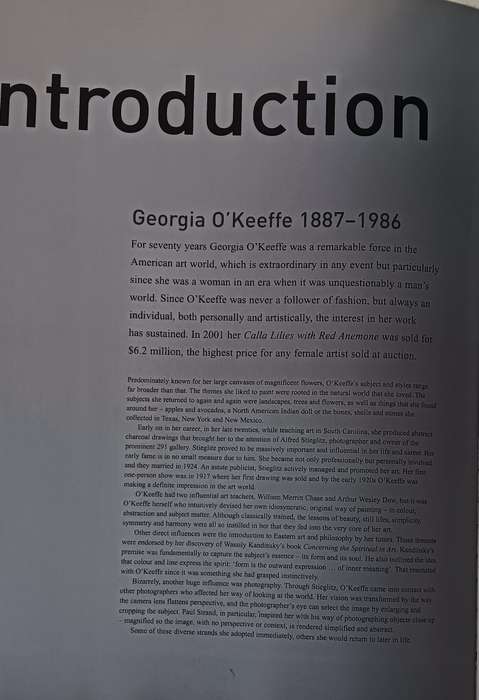 ntroduction
Georgia O'Keeffe 1887–1986
For seventy years Georgia O'Keeffe was a remarkable force in the
American art world, which is extraordinary in any event but particularly
since she was a woman in an era when it was unquestionably a man's
world. Since O'Keeffe was never a follower of fashion, but always an
individual, both personally and artistically, the interest in her work
has sustained. In 2001 her Calla Lilies with Red Anemone was sold for
$6.2 million, the highest price for any female artist sold at auction.
Predominately known for her large canvases of magnificent flowers, O'Keeffe's subject and styles range
far broader than that. The themes she liked to paint were rooted in the natural world that she loved. The
subjects she returned to again and again were landscapes, trees and flowers, as well as things that she found
around her – apples and avocados, a North American Indian doll or the bones, shells and stones she
collected in Texas, New York and New Mexico.
Early on in her career, in her late twenties, while teaching art in South Carolina, she produced abstract
charcoal drawings that brought her to the attention of Alfred Stieglitz, photographer and owner of the
prominent 291 gallery. Stieglitz proved to be massively important and influential in her life and career. Her
early fame is in no small measure due to him. She became not only professionally but personally involved
and they married in 1924. An astute publicist, Stieglitz actively managed and promoted her art. Her first
one-person show was in 1917 where her first drawing was sold and by the early 1920s O'Keeffe was
making a definite impression in the art world.
O'Keeffe had two influential art teachers, William Merritt Chase and Arthur Wesley Dow, but it was
O'Keeffe herself who intuitively devised her own idiosyncratic, original way of painting – in colour,
abstraction and subject matter. Although classically trained, the lessons of beauty, still lifes, simplicity,
symmetry and harmony were all so instilled in her that they fed into the very core of her art.
Other direct influences were the introduction to Eastern art and philosophy by her tutors. Those
were endorsed by her discovery of Wassily Kandinsky's book Concerning the Spiritual in Art. Kandinsky's
premise was fundamentally to capture the subject's essence – its form and its soul. He also outlined the idea
that colour and line express the spirit: 'form is the outward expression ... of inner meaning'. That resonated
with O'Keeffe since it was something she had grasped instinctively.
Bizarrely, another huge influence was photography. Through Stieglitz, O'Keeffe came into contact with
other photographers who affected her way of looking at the world. Her vision was transformed by the way
the camera lens flattens perspective, and the photographer's eye can select the image by enlarging and
cropping the subject. Paul Strand, in particular, inspired her with his way of photographing objects close up
– magnified so the image, with no perspective or context, is rendered simplified and abstract.
Some of these diverse strands she adopted immediately, others she would return to later in life.